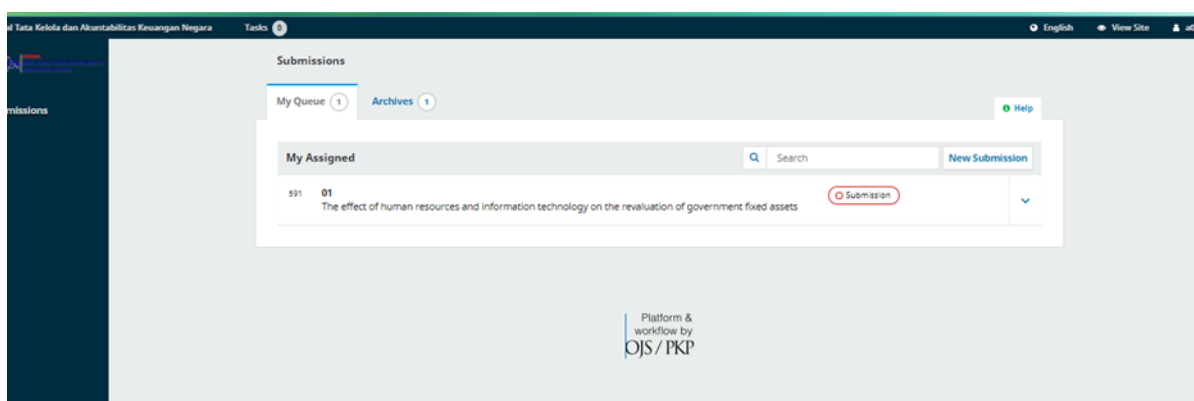 al Tata Kelola dan Akuntabilitas Keuangan Negara Tasks 0 English View Site
Submissions
missions
My Queue 1 Archives 1
Help
My Assigned Search New Submission
591 01 Submission
The effect of human resources and information technology on the revaluation of government fixed assets
Platform &
workflow by
OJS / PKP